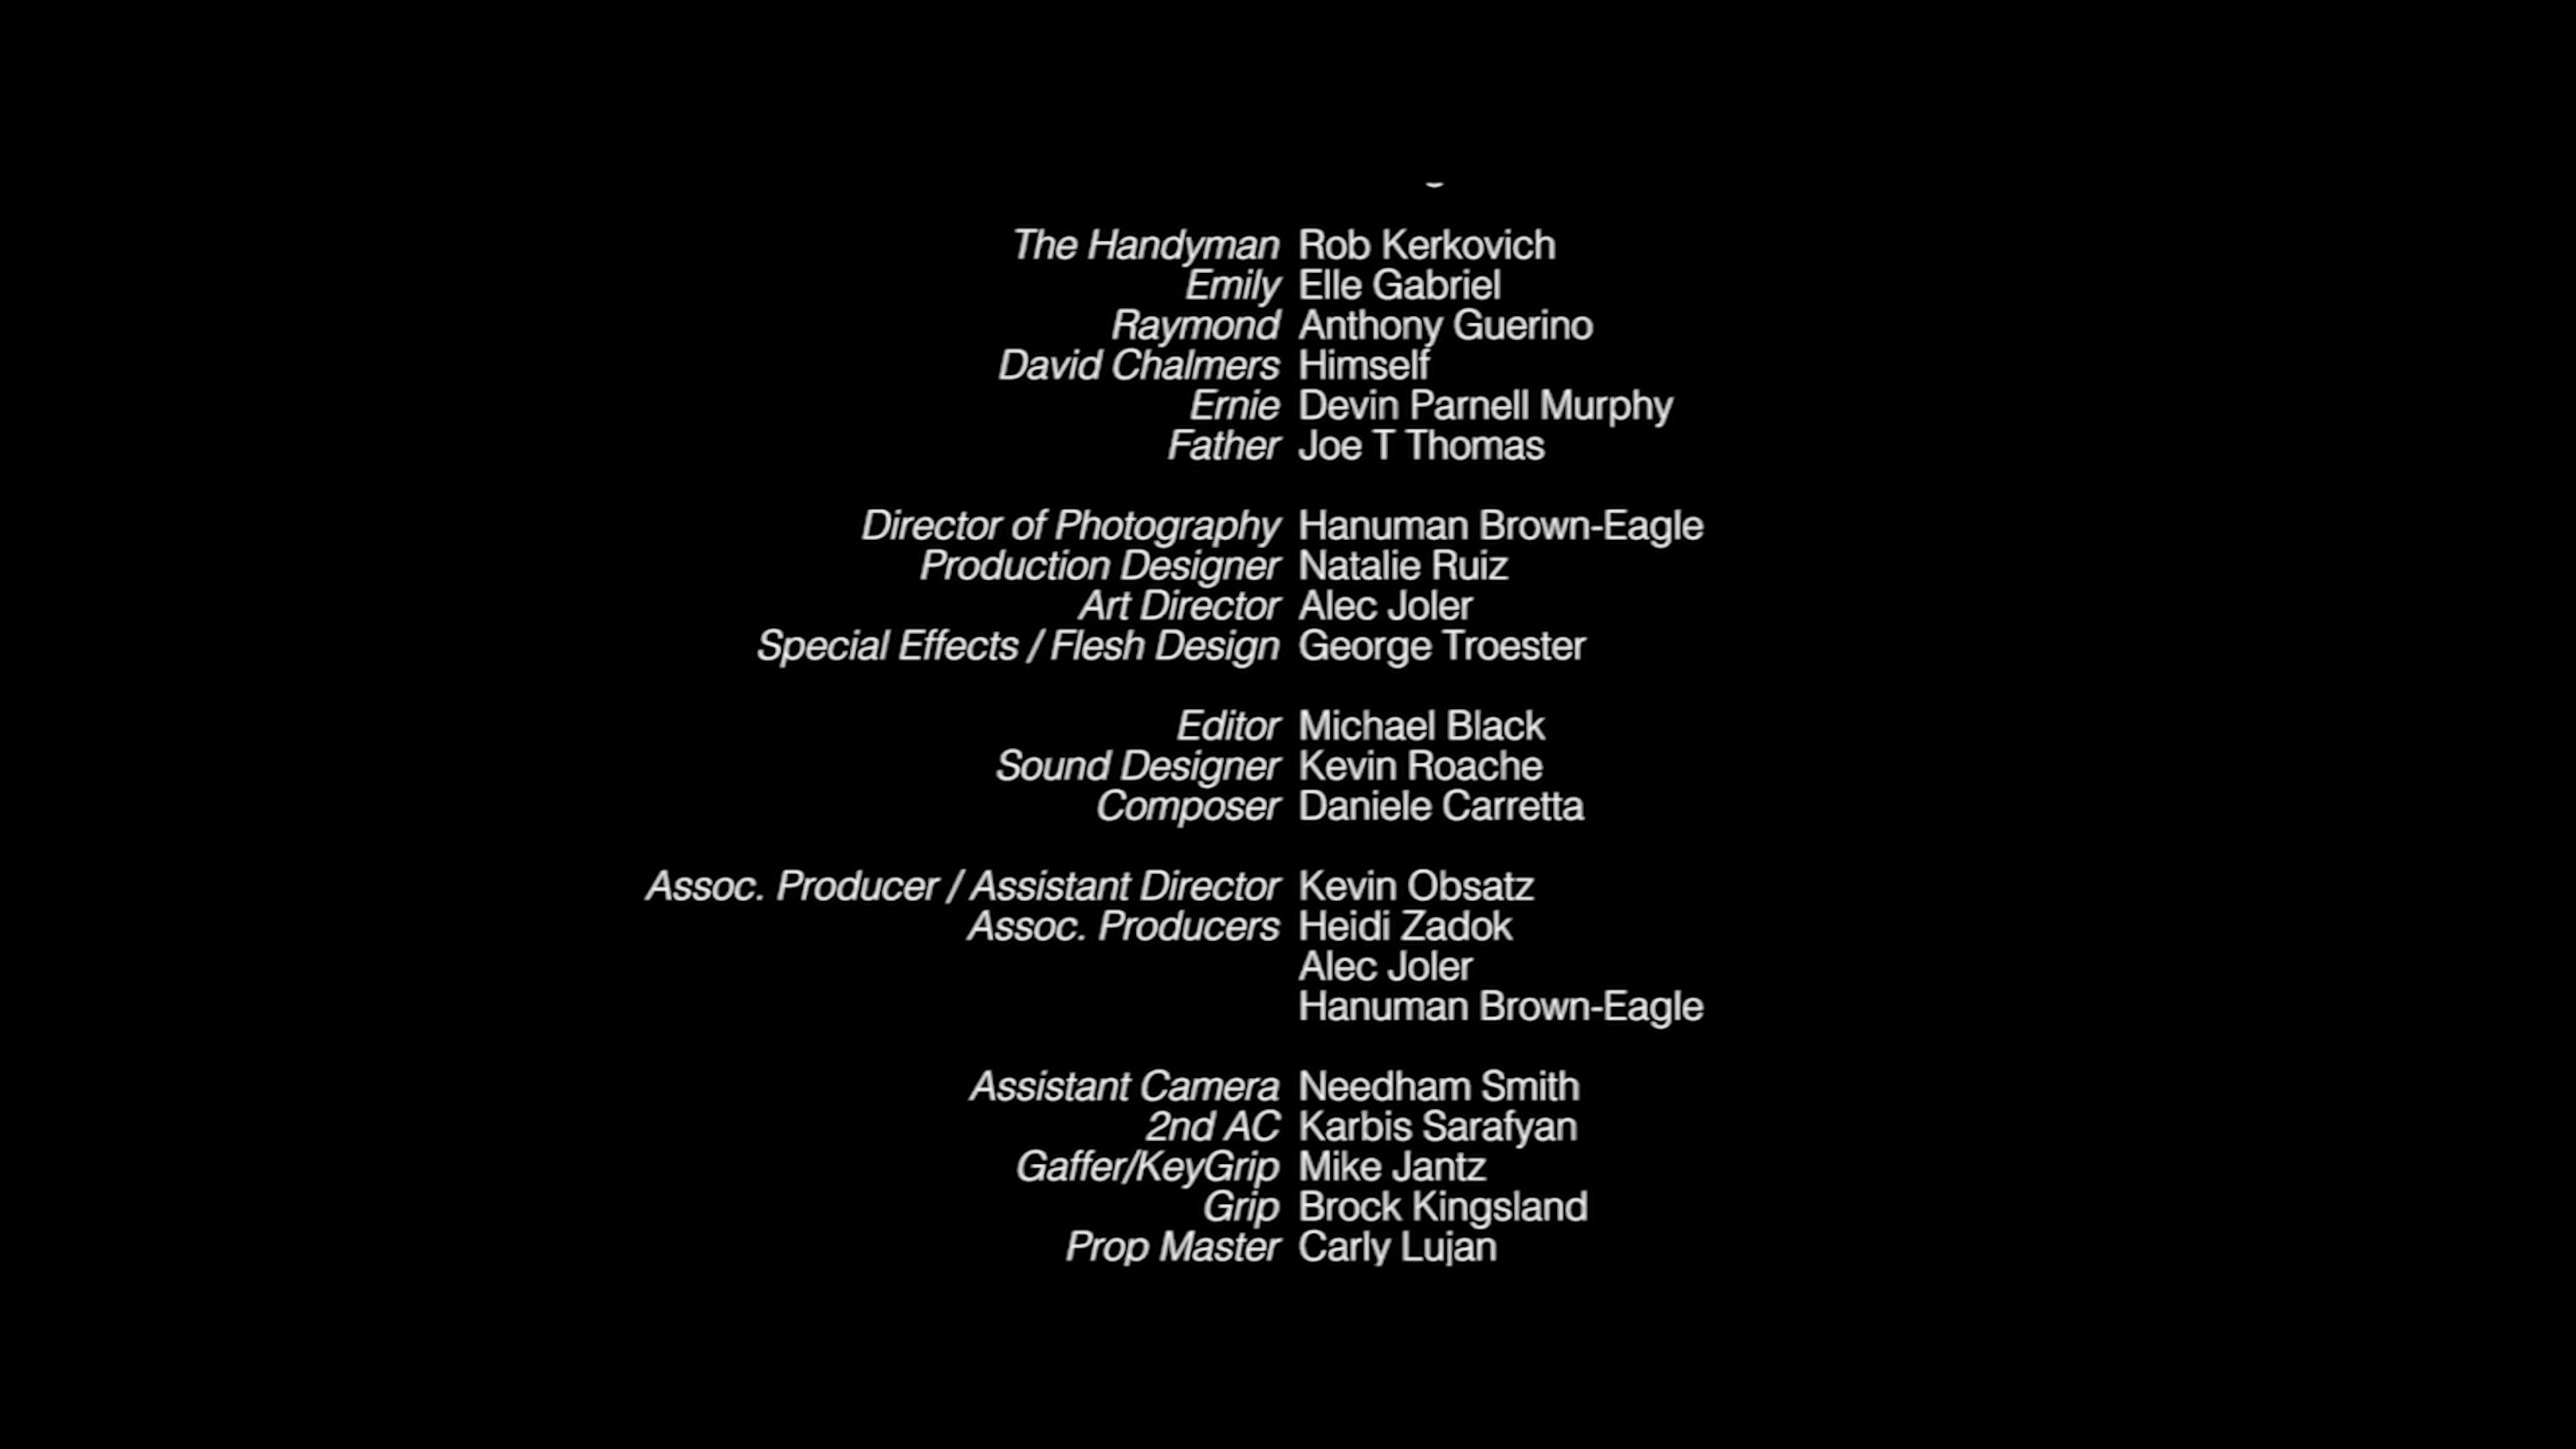 The Handyman Rob Kerkovich
Emily Elle Gabriel
Raymond Anthony Guerino
David Chalmers Himself
Ernie Devin Parnell Murphy
Father Joe T Thomas
Director of Photography Hanuman Brown-Eagle
Production Designer Natalie Ruiz
Art Director Alec Joler
Special Effects / Flesh Design George Troester
Editor Michael Black
Sound Designer Kevin Roache
Composer Daniele Carretta
Assoc. Producer / Assistant Director Kevin Obsatz
Assoc. Producers Heidi Zadok
Alec Joler
Hanuman Brown-Eagle
Assistant Camera Needham Smith
2nd AC Karbis Sarafyan
Gaffer/KeyGrip Mike Jantz
Grip Brock Kingsland
Prop Master Carly Lujan